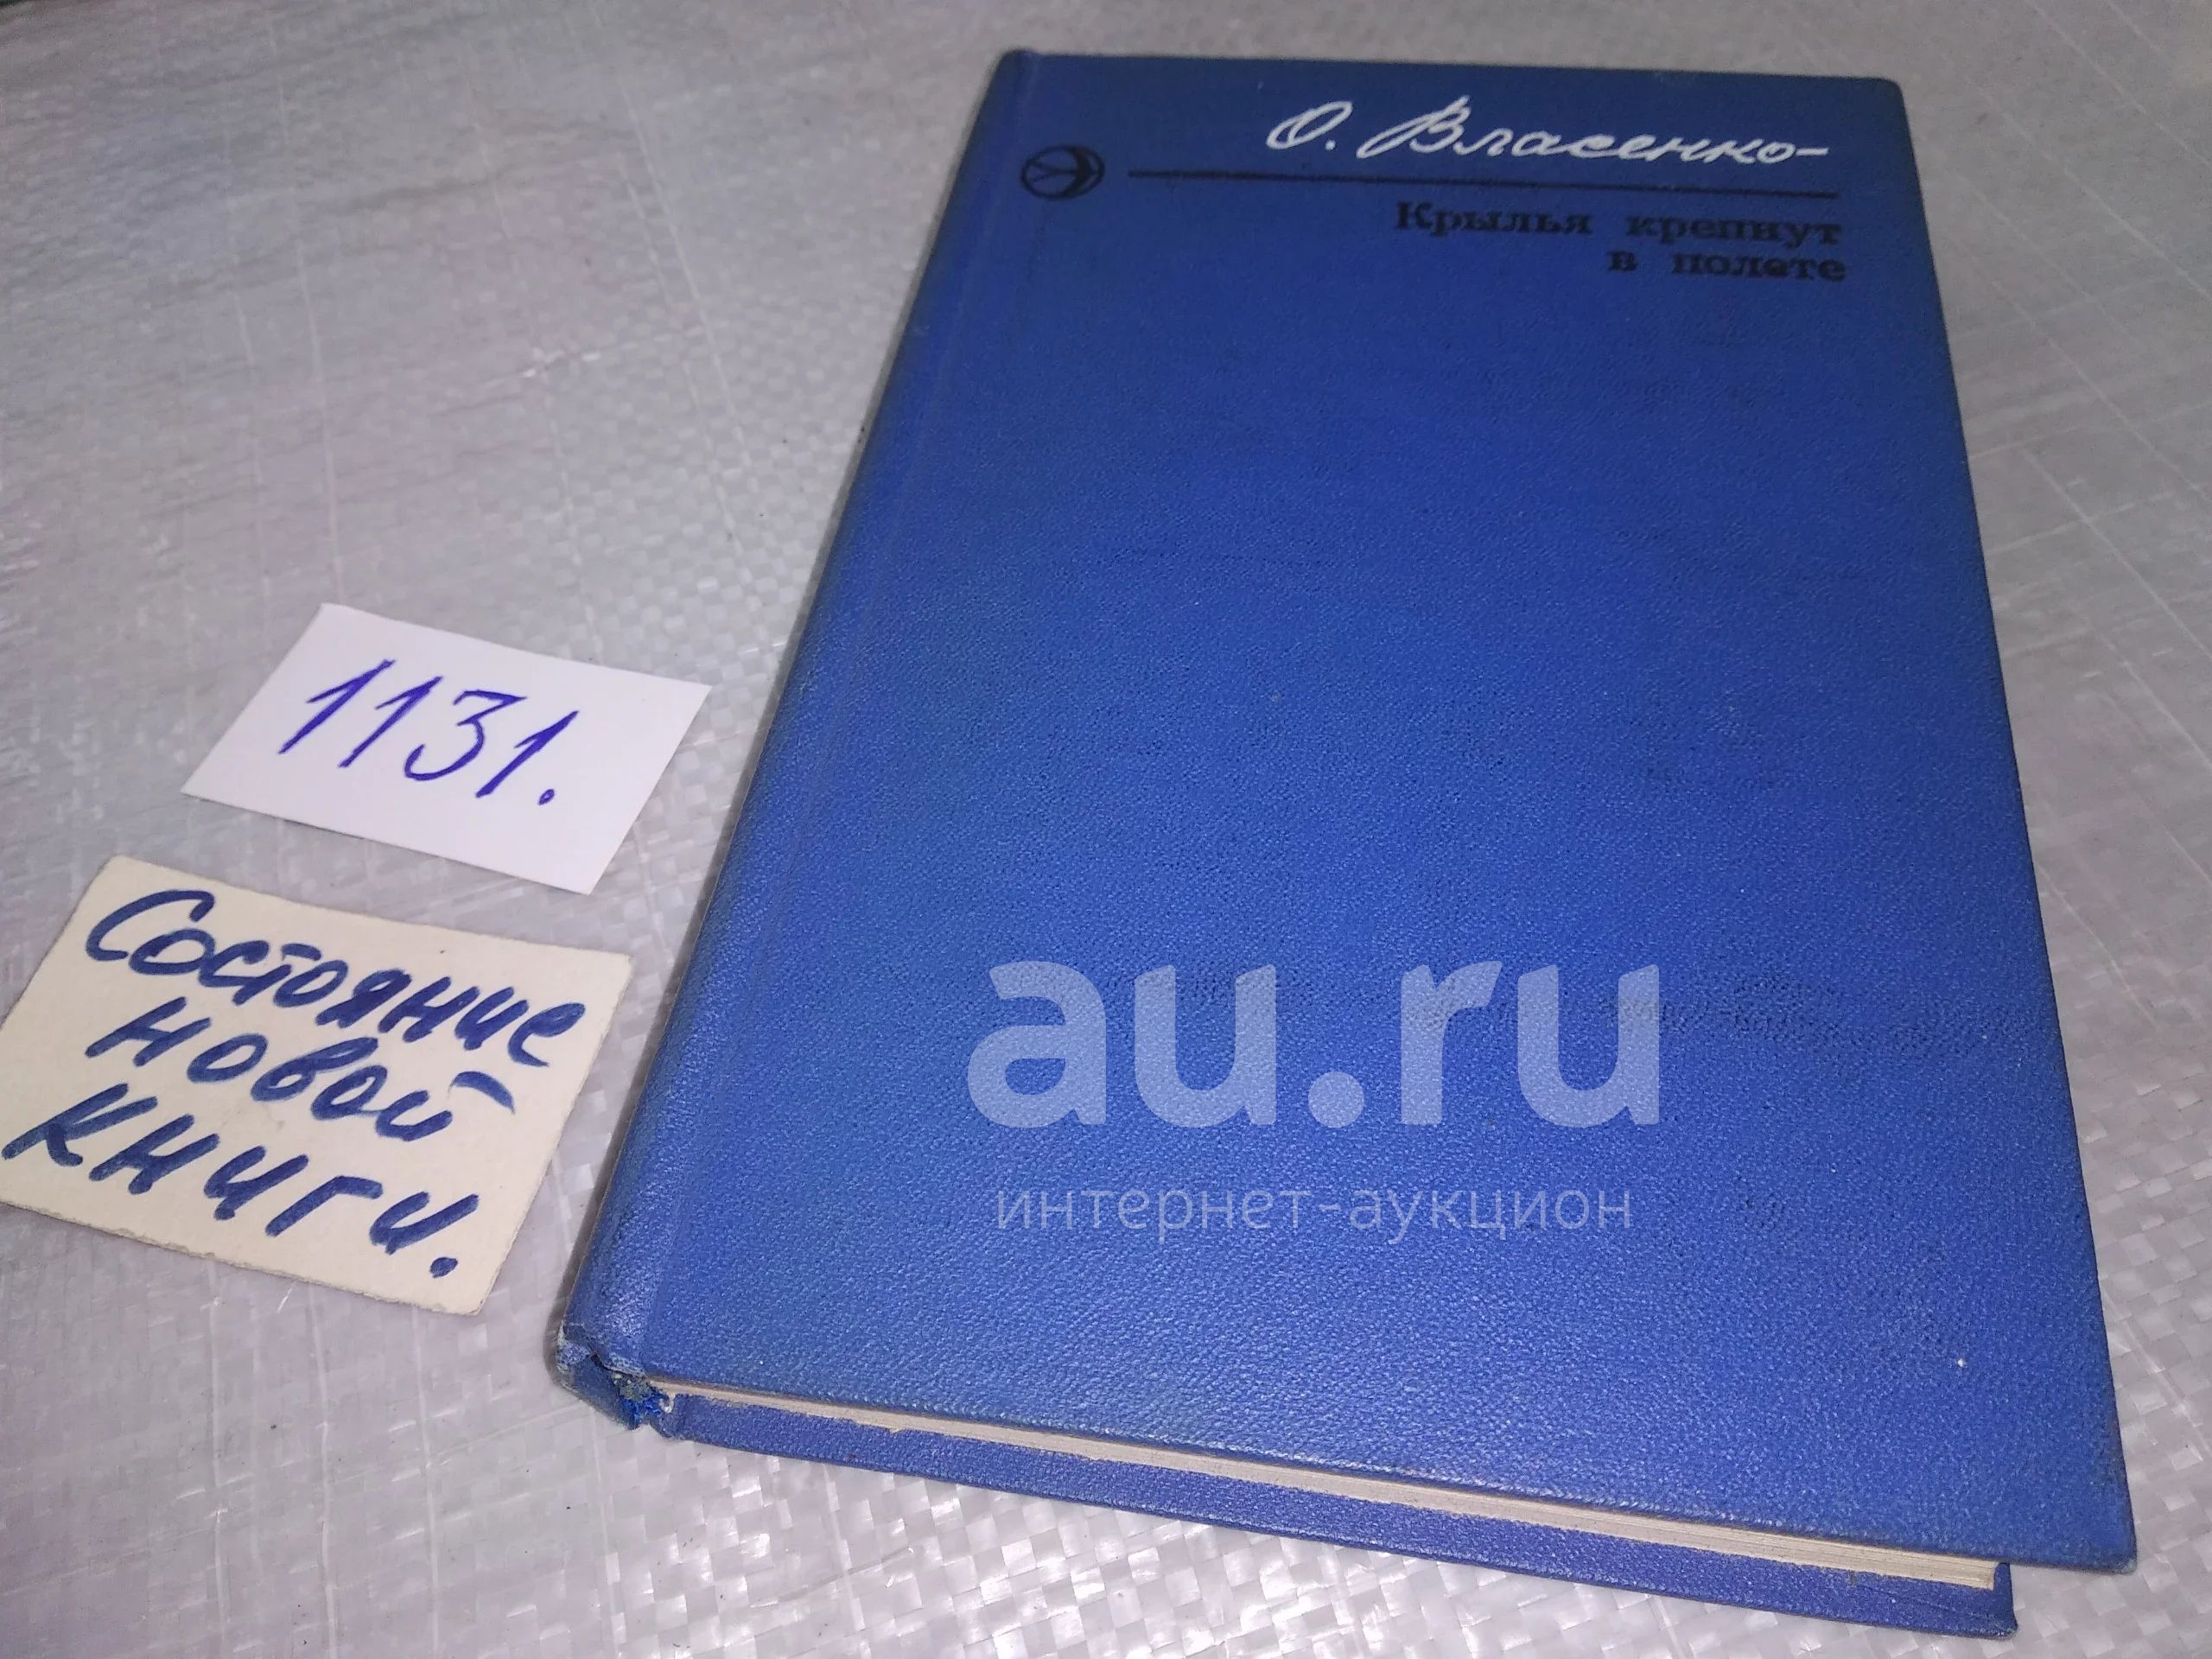 О. Власенко
Крылья крепнут
в полете
1131.
Состояние
новой
книги.
au.ru
интернет-аукцион